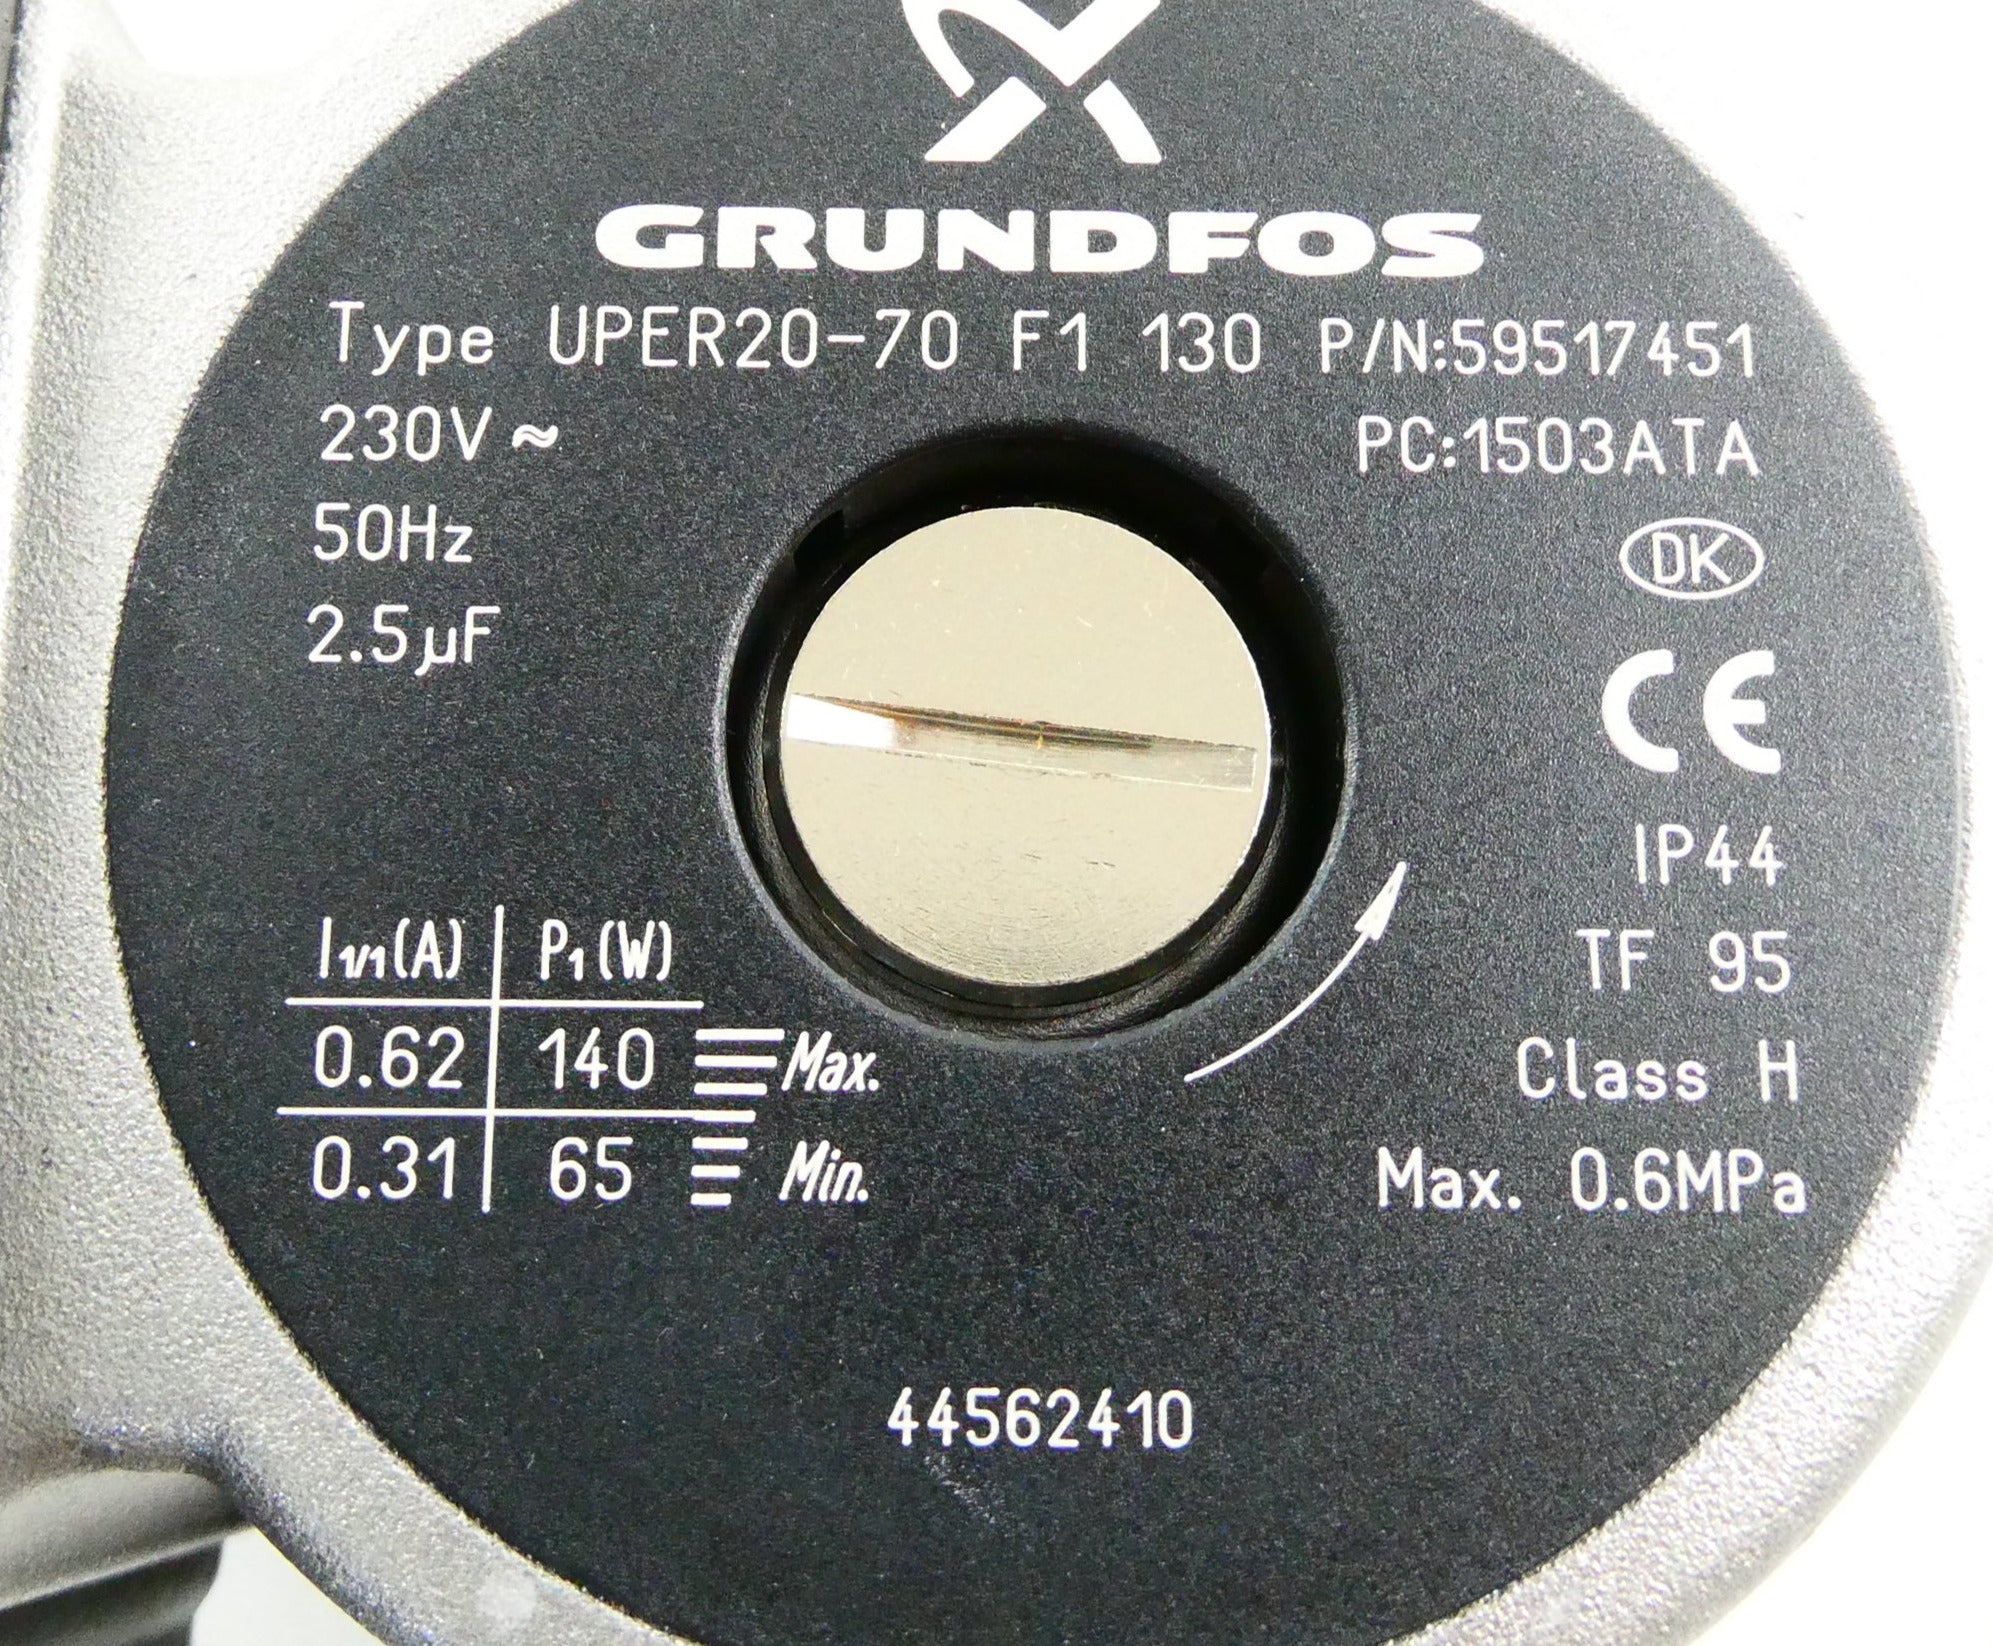 GRUNDFOS
Type UPER20-70 F1 130 P/N:59517451
230V ≂ PC:1503ATA
50Hz DK
2.5µF
CE
IP44
TF 95
I1/1(A) P1(W)
0.62 140 Max. Class H
0.31 65 Min. Max. 0.6MPa
44562410